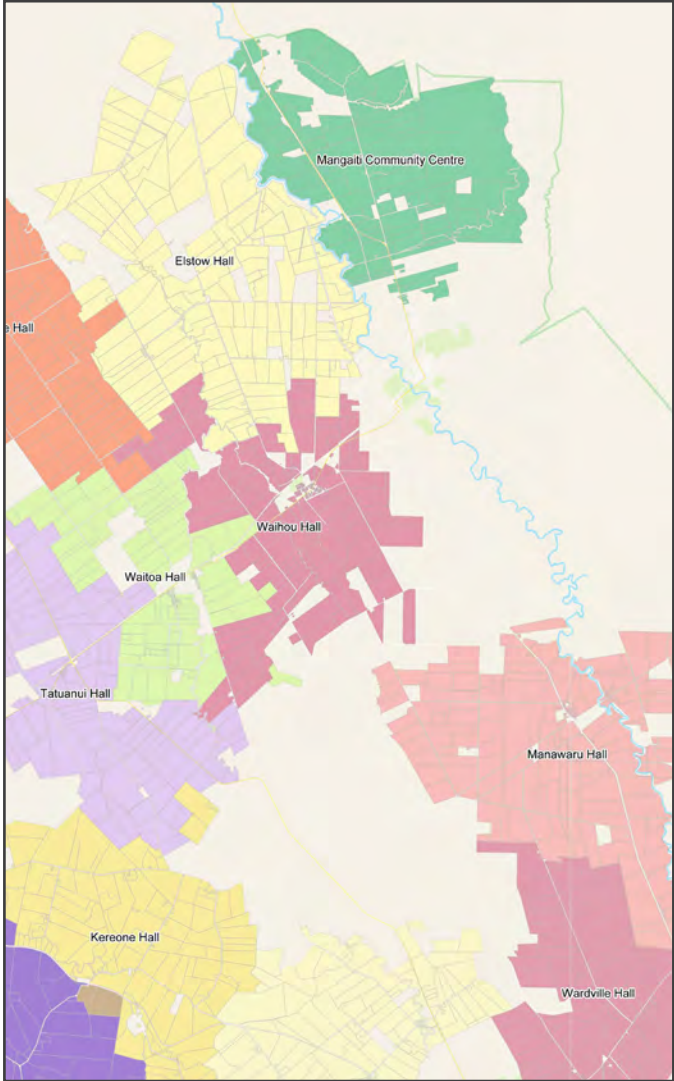 Mangaiti Community Centre
Elstow Hall
e Hall
Waihou Hall
Waitoa Hall
Tatuanui Hall
Manawaru Hall
Kereone Hall
Wardville Hall